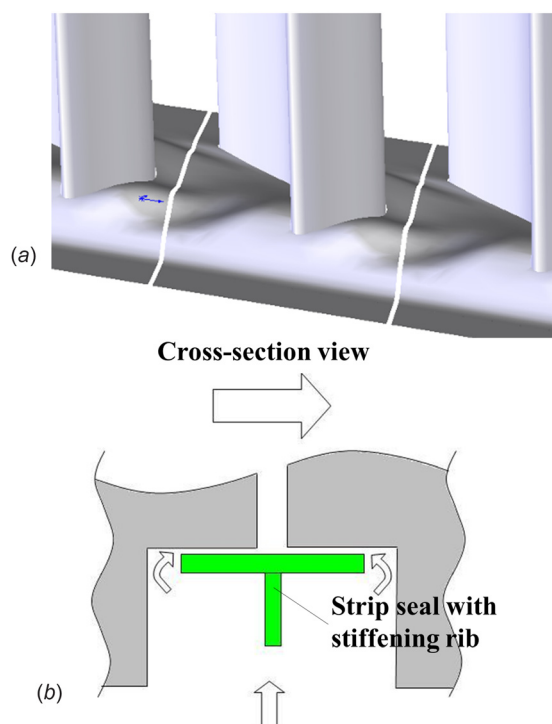 (a)
Cross-section view
Strip seal with
stiffening rib
(b)